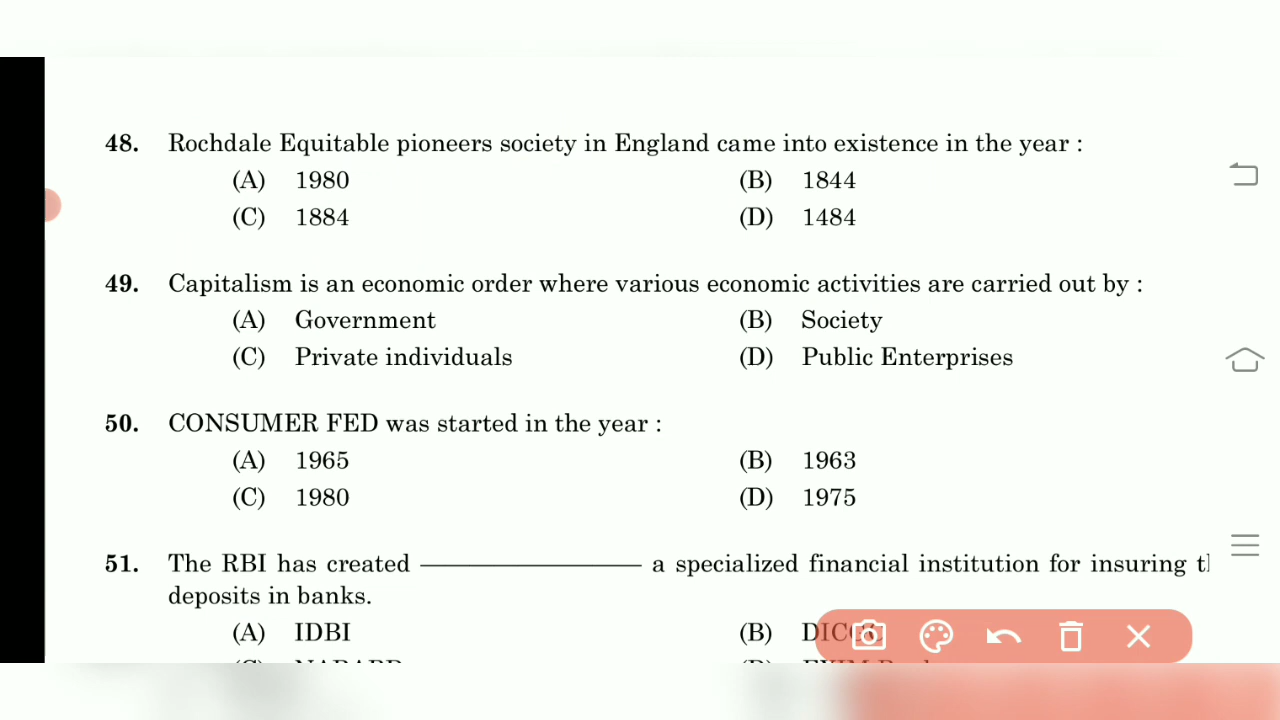 48. Rochdale Equitable pioneers society in England came into existence in the year :
(A) 1980 (B) 1844
(C) 1884 (D) 1484
49. Capitalism is an economic order where various economic activities are carried out by :
(A) Government (B) Society
(C) Private individuals (D) Public Enterprises
50. CONSUMER FED was started in the year :
(A) 1965 (B) 1963
(C) 1980 (D) 1975
51. The RBI has created a specialized financial institution for insuring
deposits in banks.
(A) IDBI (B) DICGC